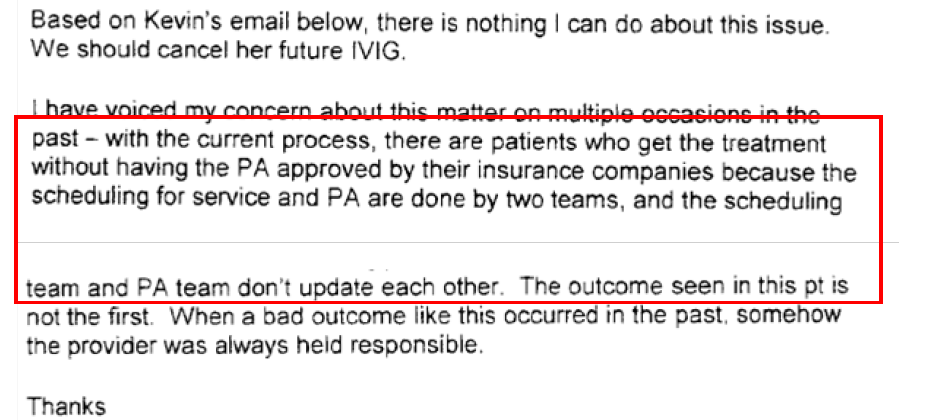 Based on Kevin's email below, there is nothing I can do about this issue.
We should cancel her future IVIG.
I have voiced my concern about this matter on multiple occasions in the
past – with the current process, there are patients who get the treatment
without having the PA approved by their insurance companies because the
scheduling for service and PA are done by two teams, and the scheduling
team and PA team don't update each other. The outcome seen in this pt is
not the first. When a bad outcome like this occurred in the past, somehow
the provider was always held responsible.
Thanks